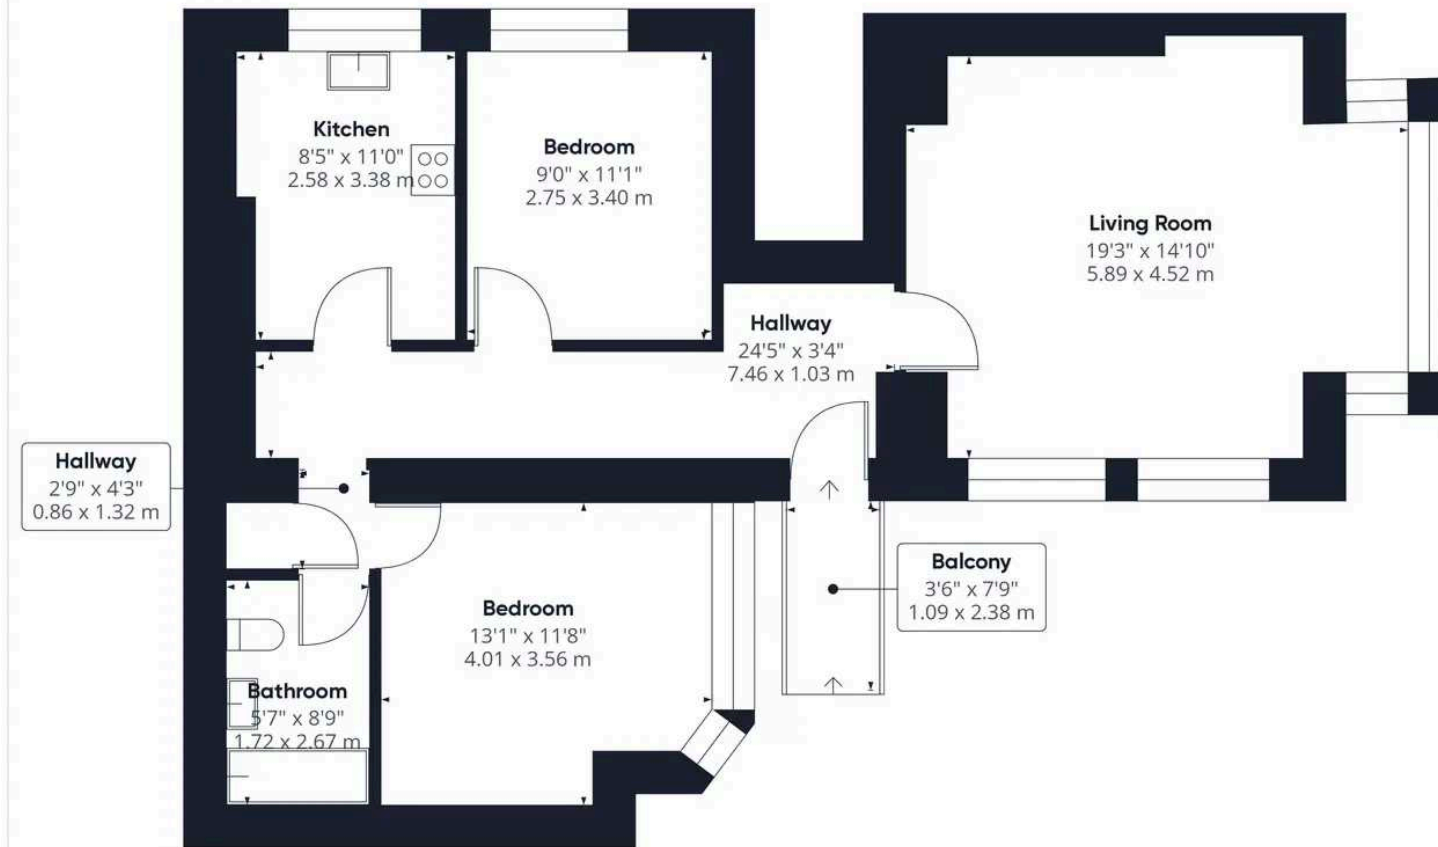 Kitchen
8'5" x 11'0"
2.58 x 3.38 m
Bedroom
9'0" x 11'1"
2.75 x 3.40 m
Living Room
19'3" x 14'10"
5.89 x 4.52 m
Hallway
24'5" x 3'4"
7.46 x 1.03 m
Hallway
2'9" x 4'3"
0.86 x 1.32 m
Balcony
3'6" x 7'9"
1.09 x 2.38 m
Bedroom
13'1" x 11'8"
4.01 x 3.56 m
Bathroom
5'7" x 8'9"
1.72 x 2.67 m